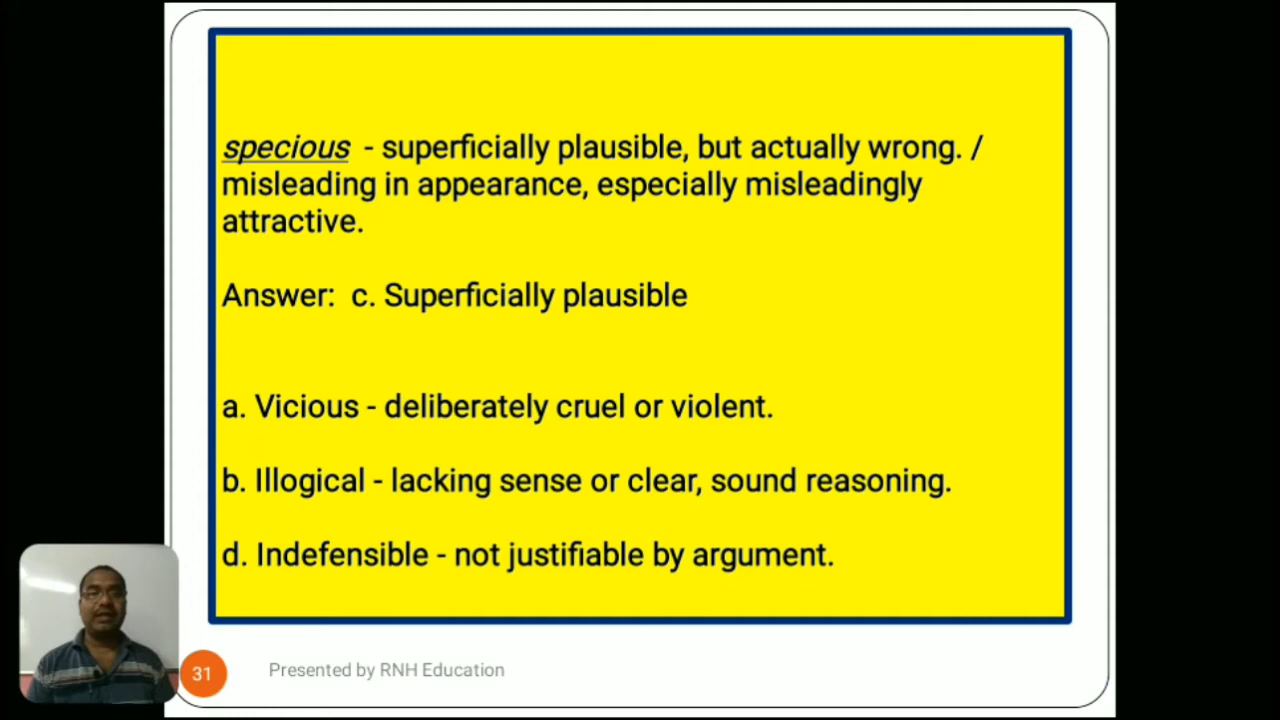 specious - superficially plausible, but actually wrong. /
misleading in appearance, especially misleadingly
attractive.
Answer: c. Superficially plausible
a. Vicious - deliberately cruel or violent.
b. Illogical - lacking sense or clear, sound reasoning.
d. Indefensible - not justifiable by argument.
31
Presented by RNH Education